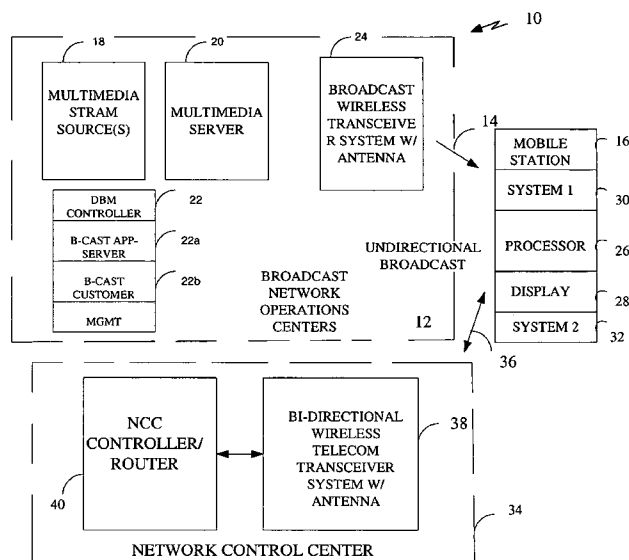 10
18
20
24
MULTIMEDIA
STRAM
SOURCE(S)
MULTIMEDIA
SERVER
BROADCAST
WIRELESS
TRANSCEIVE
R SYSTEM W/
ANTENNA
14
MOBILE
STATION
16
SYSTEM 1
30
PROCESSOR
26
DISPLAY
28
SYSTEM 2
32
DBM
CONTROLLER
22
B-CAST APP-
SERVER
22a
B-CAST
CUSTOMER
22b
MGMT
UNDIRECTIONAL
BROADCAST
BROADCAST
NETWORK
OPERATIONS
CENTERS
12
36
NCC
CONTROLLER/
ROUTER
40
BI-DIRECTIONAL
WIRELESS
TELECOM
TRANSCEIVER
SYSTEM W/
ANTENNA
38
34
NETWORK CONTROL CENTER